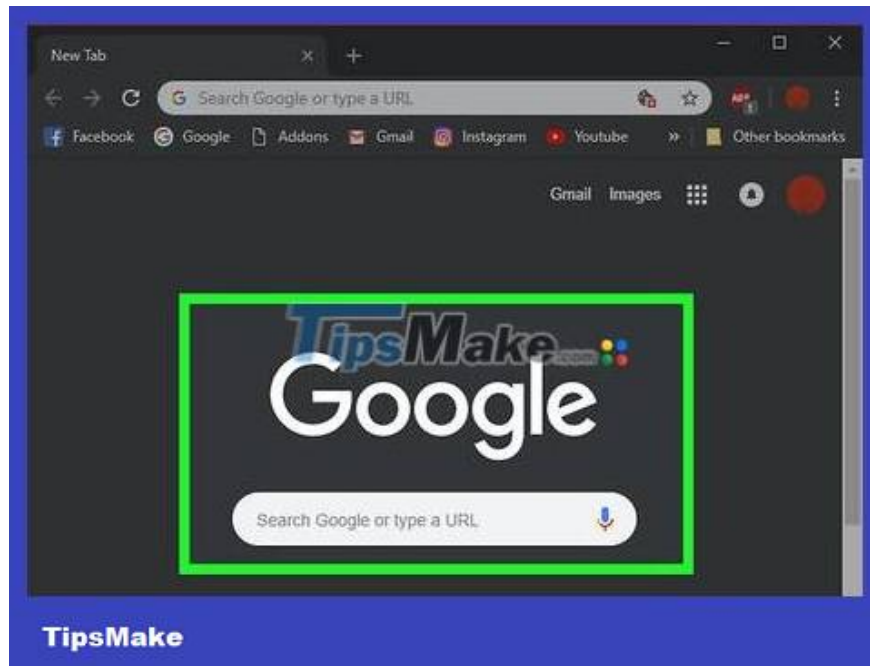 New Tab
Search Google or type a URL
Facebook Google Addons Gmail Instagram Youtube » Other bookmarks
Gmail Images
TipsMake.com
Google
Search Google or type a URL
TipsMake